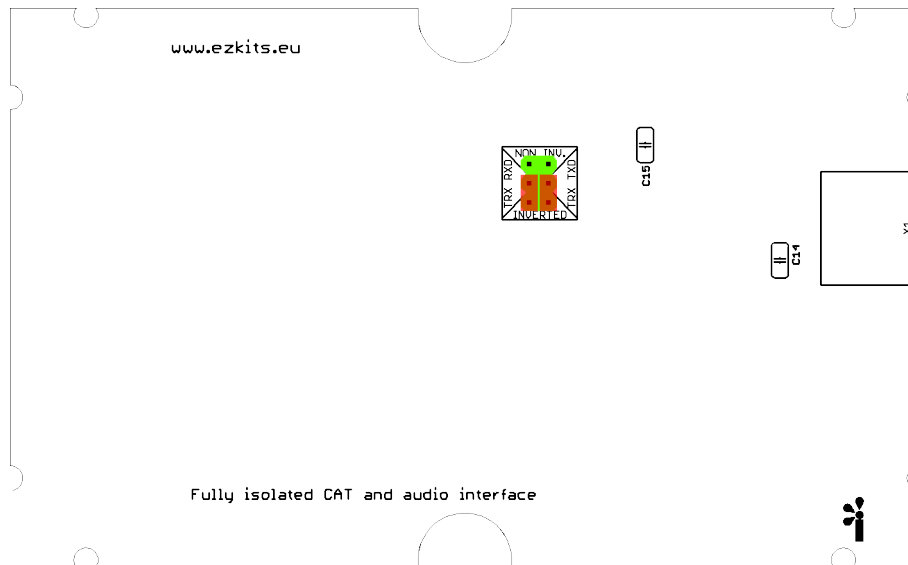 www.ezkits.eu
NON INV.
TRX RXD
TRX TXD
INVERTED
C15
C14
Fully isolated CAT and audio interface